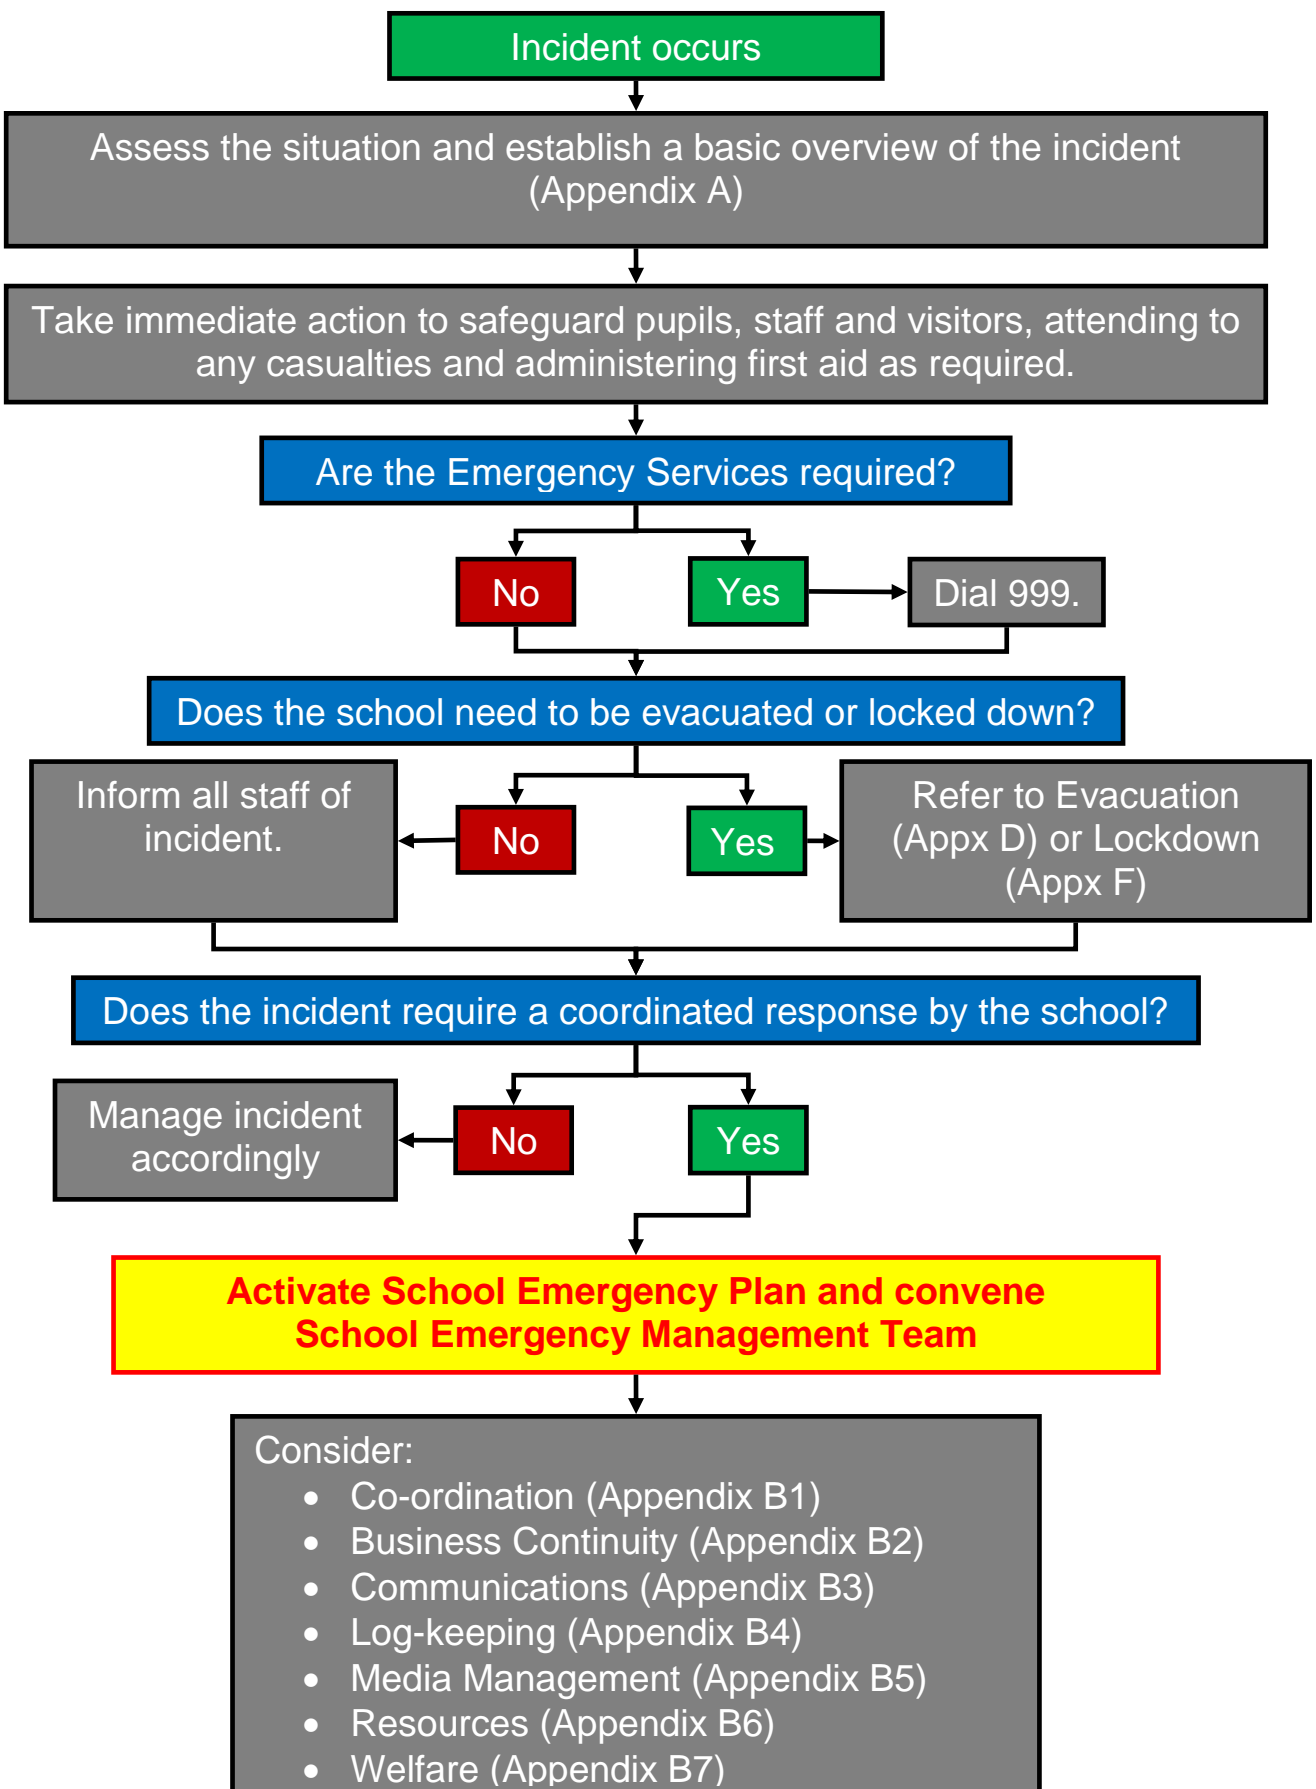 Incident occurs
Assess the situation and establish a basic overview of the incident
(Appendix A)
Take immediate action to safeguard pupils, staff and visitors, attending to
any casualties and administering first aid as required.
Are the Emergency Services required?
No
Yes
Dial 999.
Does the school need to be evacuated or locked down?
Inform all staff of
incident.
No
Yes
Refer to Evacuation
(Appx D) or Lockdown
(Appx F)
Does the incident require a coordinated response by the school?
Manage incident
accordingly
No
Yes
Activate School Emergency Plan and convene
School Emergency Management Team
Consider:
• Co-ordination (Appendix B1)
• Business Continuity (Appendix B2)
• Communications (Appendix B3)
• Log-keeping (Appendix B4)
• Media Management (Appendix B5)
• Resources (Appendix B6)
• Welfare (Appendix B7)